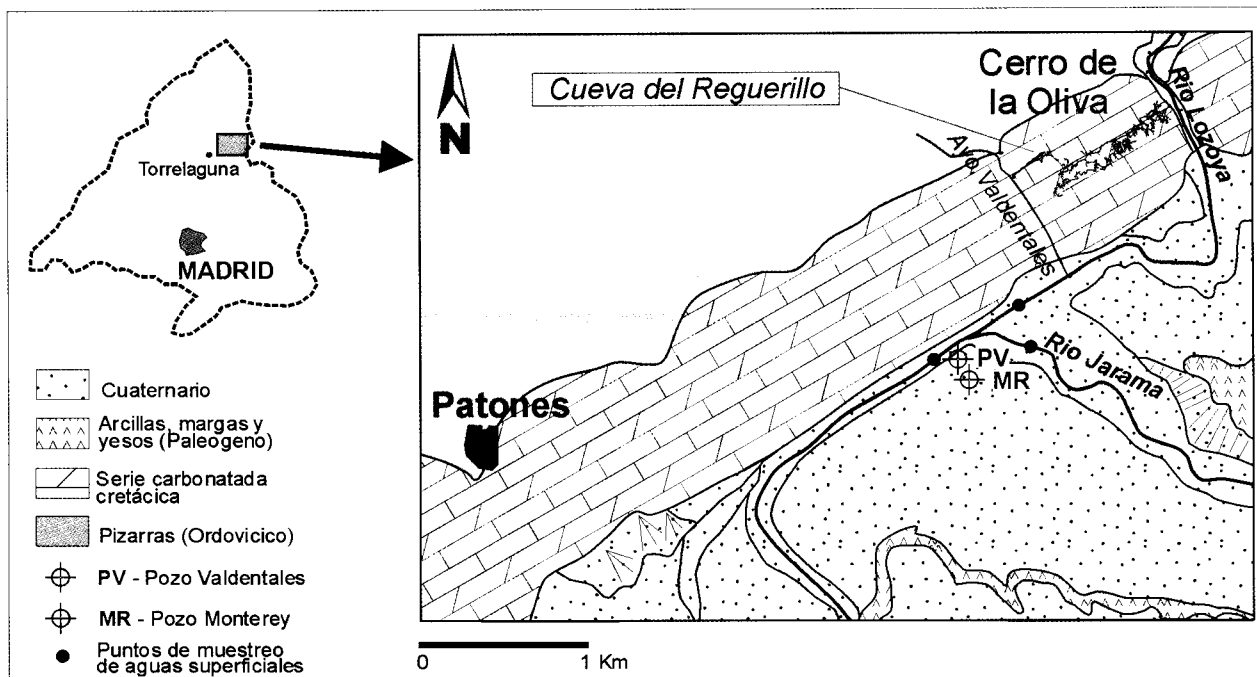 Torrelaguna
MADRID
Cuaternario
Arcillas, margas y
yesos (Paleogeno)
Serie carbonatada
cretácica
Pizarras (Ordovicico)
PV - Pozo Valdentales
MR - Pozo Monterey
Puntos de muestreo
de aguas superficiales
N
Cueva del Reguerillo
Cerro de
la Oliva
Rio Lozoya
Ayo Valdentales
PV
MR
Rio Jarama
Patones
0 1 Km